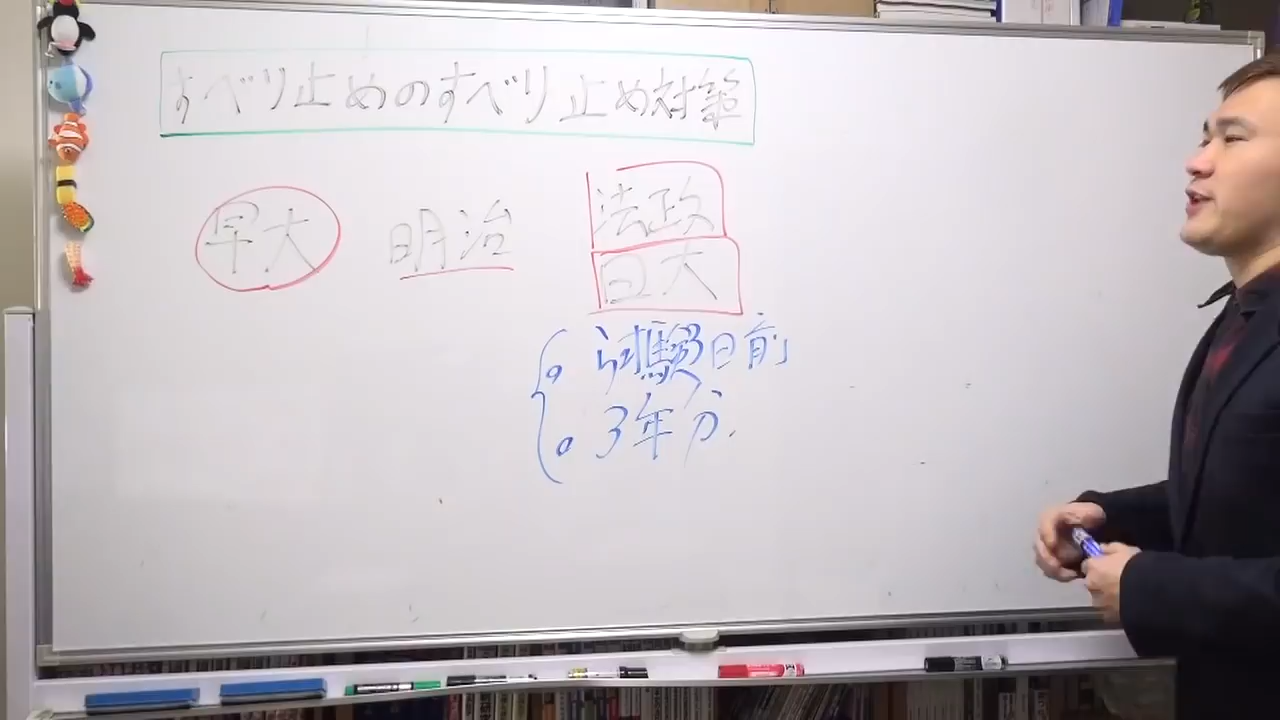 すべり止めのすべり止め対策
早大 明治 法政
日大
。試験日前
。3年分.